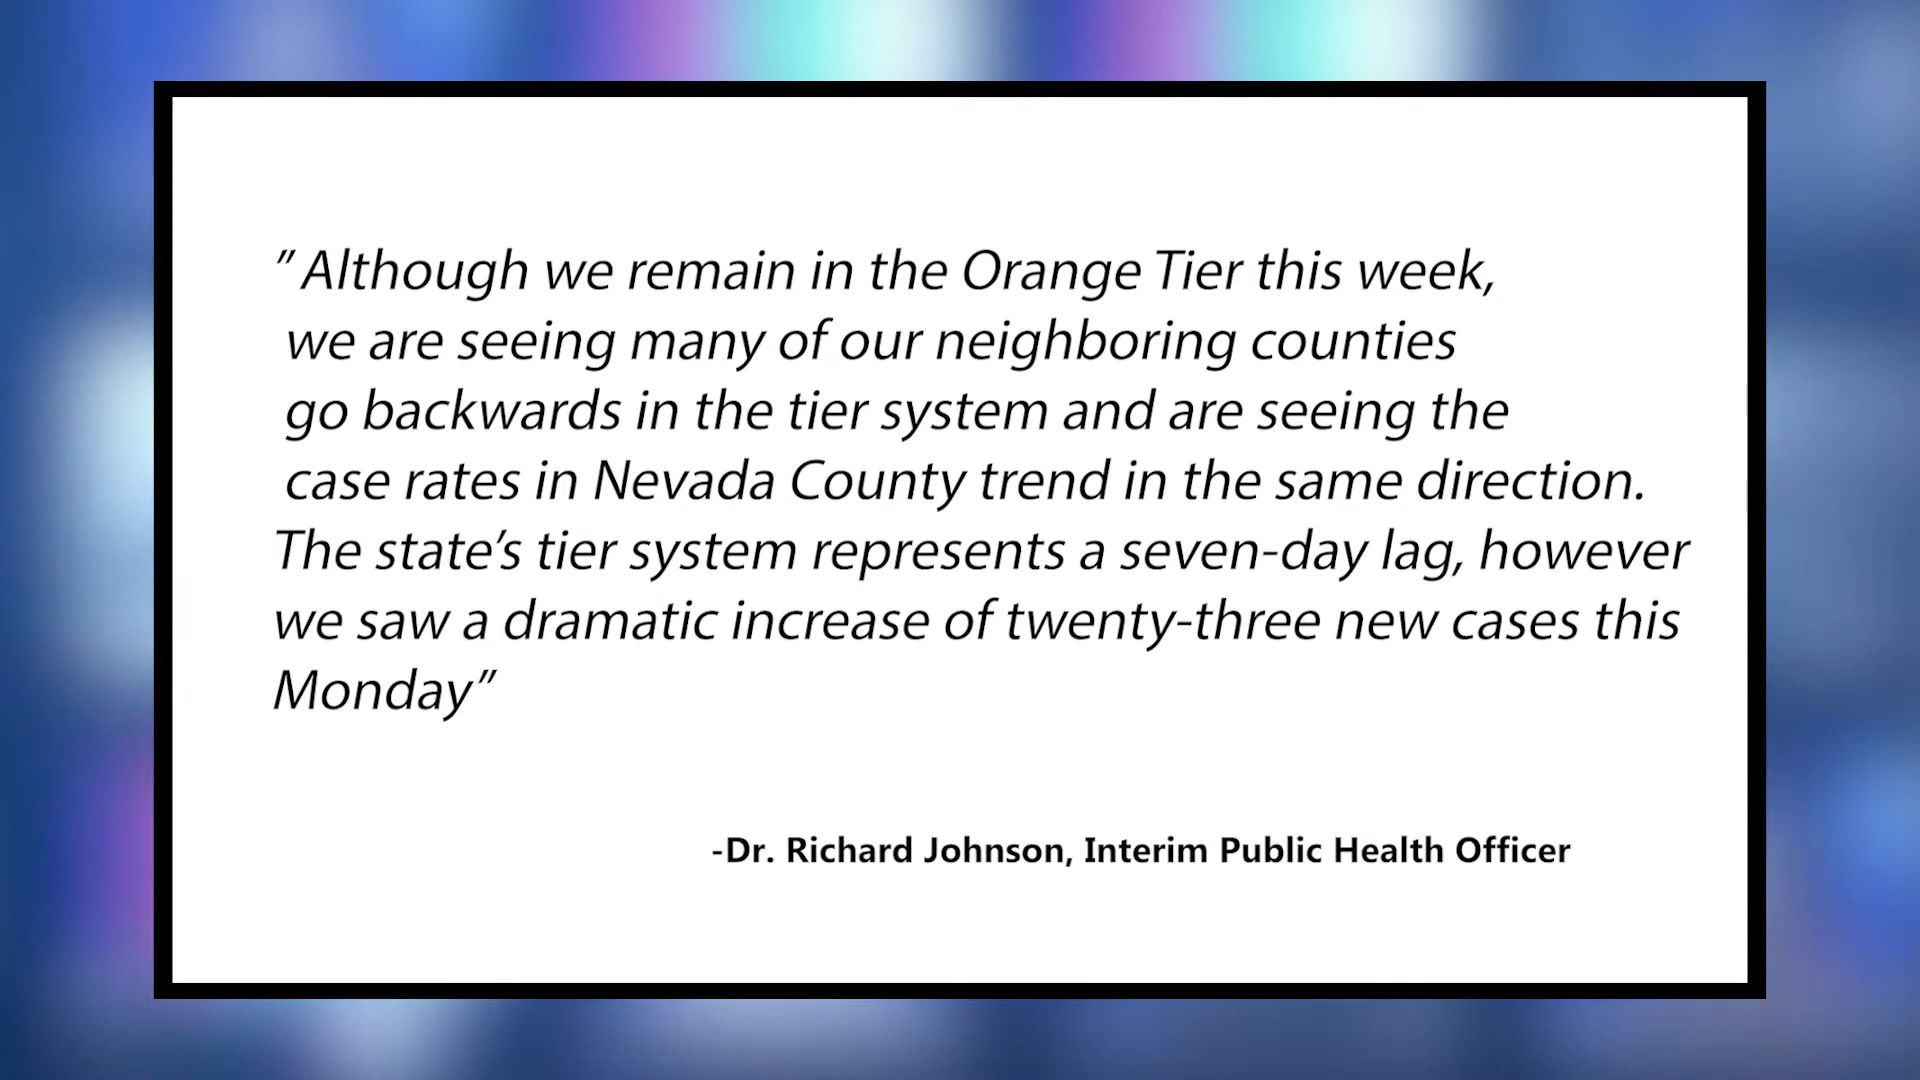 " Although we remain in the Orange Tier this week,
we are seeing many of our neighboring counties
go backwards in the tier system and are seeing the
case rates in Nevada County trend in the same direction.
The state’s tier system represents a seven-day lag, however
we saw a dramatic increase of twenty-three new cases this
Monday”
-Dr. Richard Johnson, Interim Public Health Officer